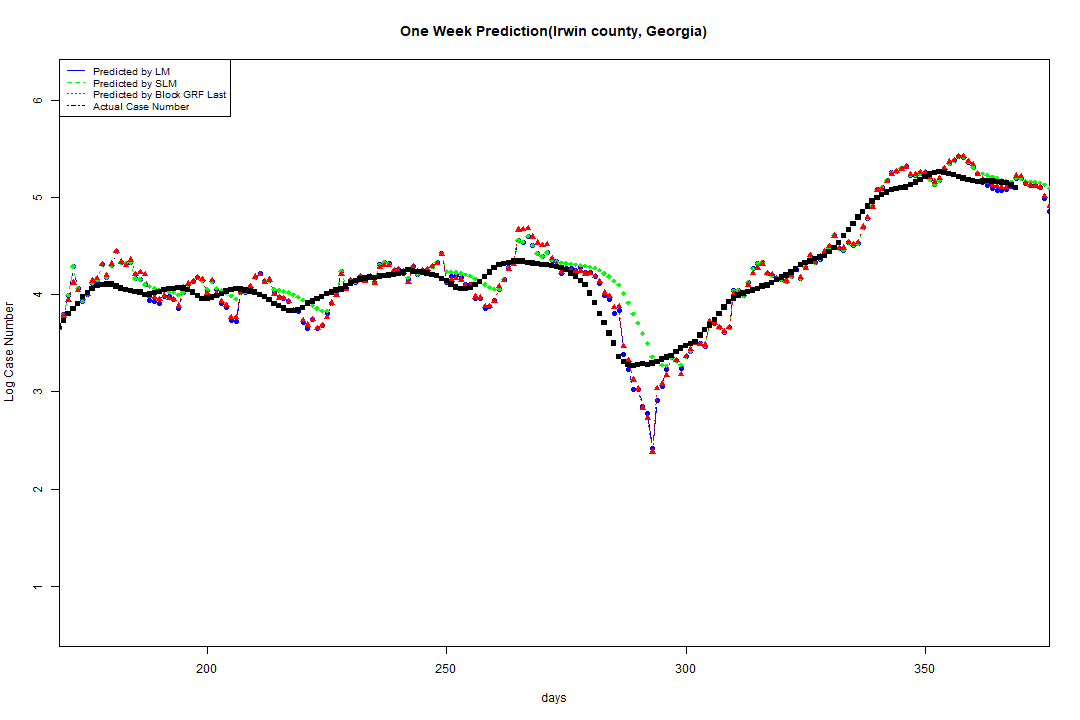 One Week Prediction(Irwin county, Georgia)
Predicted by LM
Predicted by SLM
Predicted by Block GRF Last
Actual Case Number
6
5
4
3
2
1
Log Case Number
200
250
300
350
days